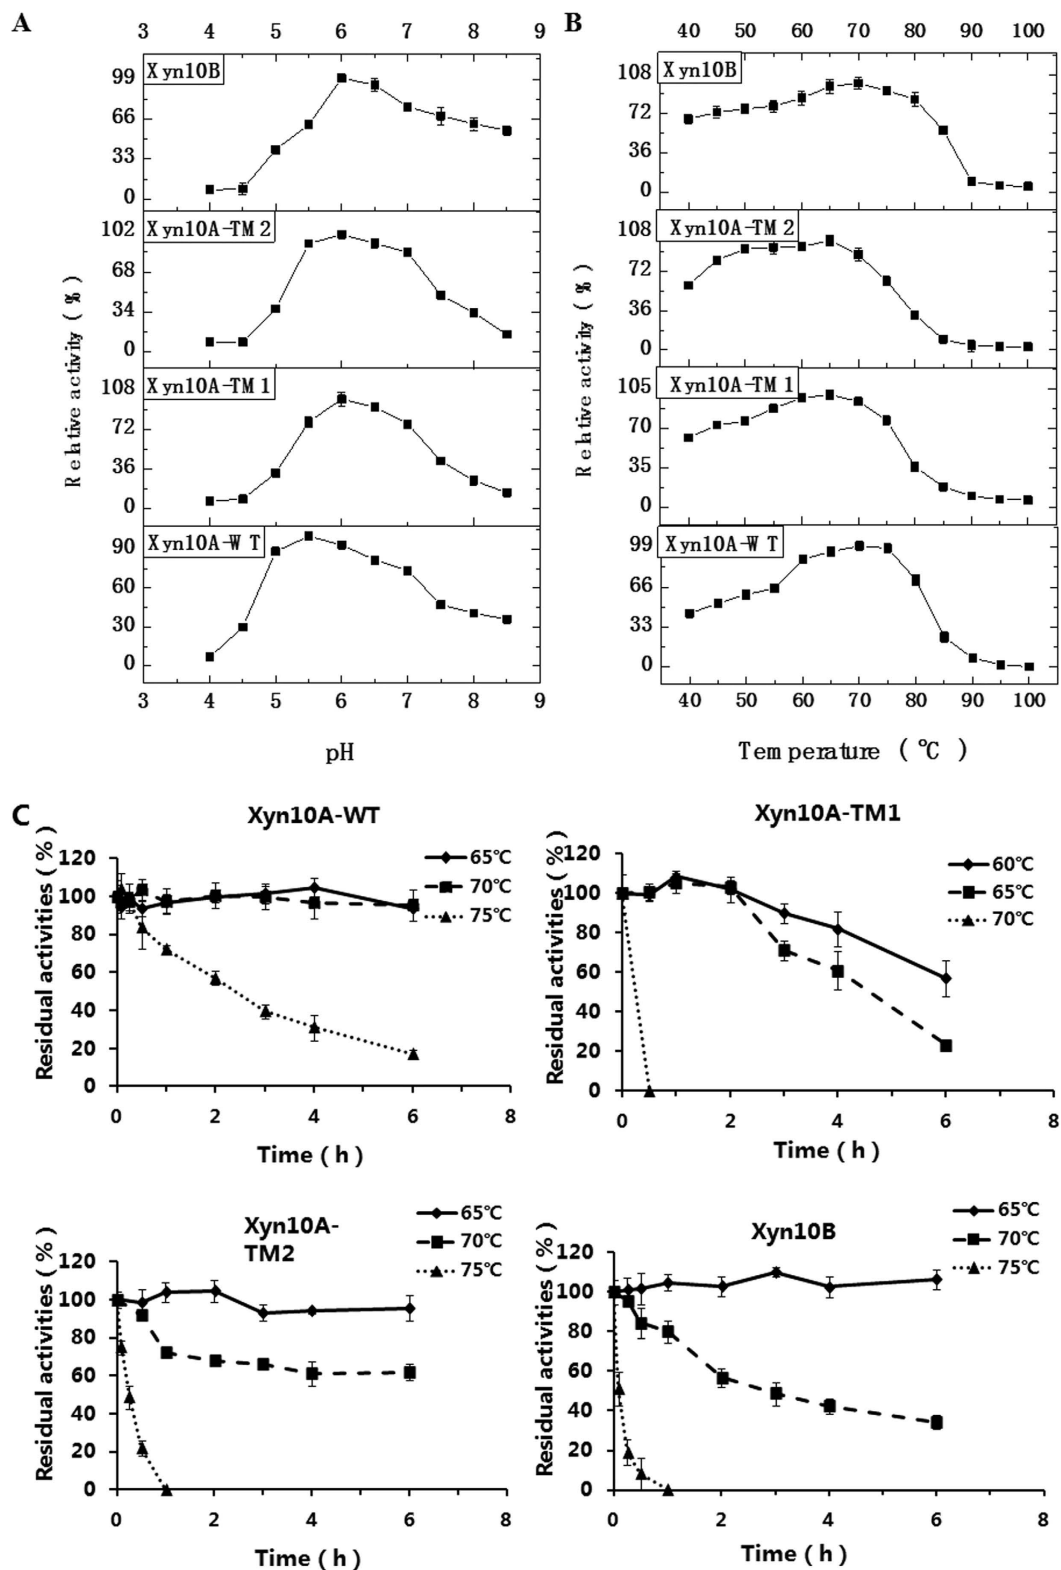 A
3 4 5 6 7 8 9
Xyn10B
99
66
33
0
Xyn10A-TM2
102
68
34
0
Xyn10A-TM1
108
72
36
0
Xyn10A-WT
90
60
30
0
3 4 5 6 7 8 9
Relative activity ( % )
pH
B
40 50 60 70 80 90 100
Xyn10B
108
72
36
0
Xyn10A-TM2
108
72
36
0
Xyn10A-TM1
105
70
35
0
Xyn10A-WT
99
66
33
0
40 50 60 70 80 90 100
Relative activity ( % )
Temperature ( °C )
C
Xyn10A-WT
65℃
70℃
75℃
120
100
80
60
40
20
0
0 2 4 6 8
Residual activities ( % )
Time ( h )
Xyn10A-TM1
60℃
65℃
70℃
120
100
80
60
40
20
0
0 2 4 6 8
Residual activities ( % )
Time ( h )
Xyn10A-
TM2
65℃
70℃
75℃
120
100
80
60
40
20
0
0 2 4 6 8
Residual activities ( % )
Time ( h )
Xyn10B
65℃
70℃
75℃
120
100
80
60
40
20
0
0 2 4 6 8
Residual activities ( % )
Time ( h )